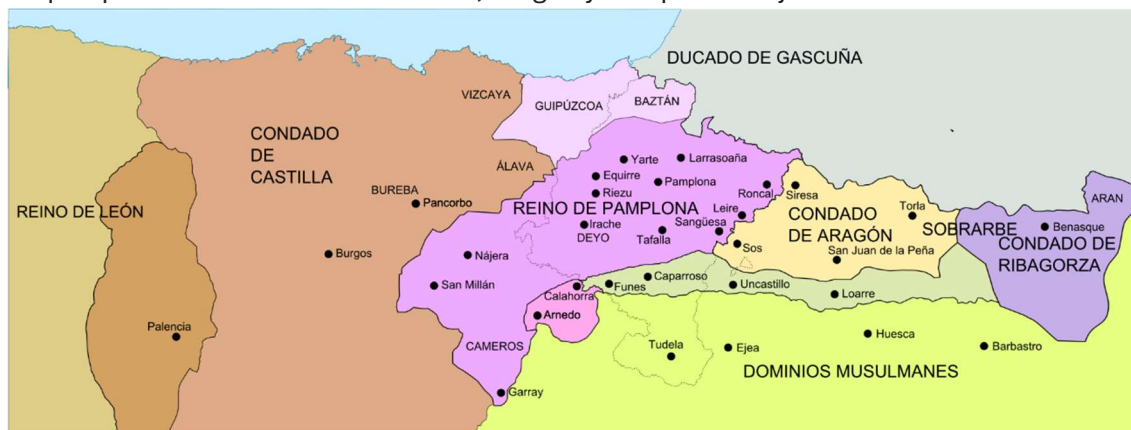 DUCADO DE GASCUÑA
VIZCAYA
GUIPÚZCOA
BAZTÁN
CONDADO
DE
CASTILLA
ÁLAVA
BUREBA
Pancorbo
REINO DE LEÓN
Burgos
Palencia
Yarte
Larrasoaña
Equirre
Pamplona
Riezu
Roncal
Siresa
REINO DE PAMPLONA
Leire
Irache
DEYO
Tafalla
Sangüesa
Sos
CONDADO
DE ARAGÓN
Torla
San Juan de la Peña
SOBRARBE
ARAN
Benasque
CONDADO DE
RIBAGORZA
Nájera
San Millán
Calahorra
Funes
Caparroso
Uncastillo
Loarre
Arnedo
CAMEROS
Garray
Tudela
Ejea
Huesca
Barbastro
DOMINIOS MUSULMANES